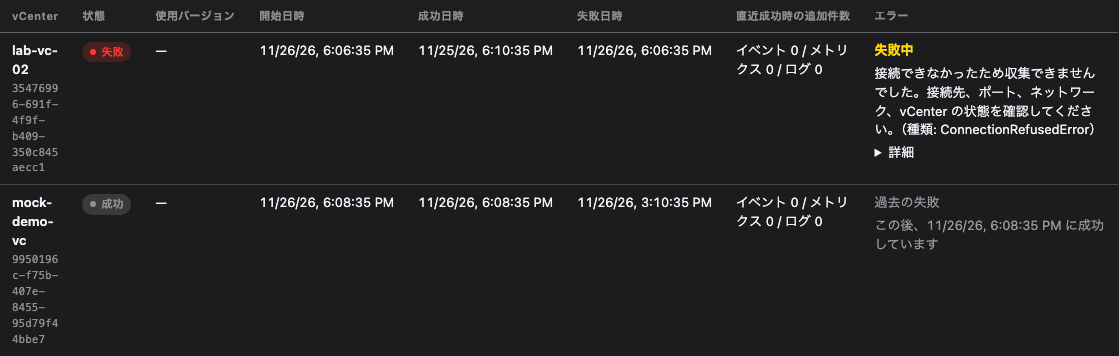 vCenter 状態 使用バージョン 開始日時 成功日時 失敗日時 直近成功時の追加件数 エラー
lab-vc-
02
3547699
6-691f-
4f9f-
b409-
350c845
aecc1
失敗
—
11/26/26, 6:06:35 PM
11/25/26, 6:10:35 PM
11/26/26, 6:06:35 PM
イベント 0 / メトリ
クス 0 / ログ 0
失敗中
接続できなかったため収集できません
でした。接続先、ポート、ネットワー
ク、vCenter の状態を確認してくださ
い。（種類: ConnectionRefusedError）
▶ 詳細
mock-
demo-
vc
9950196
c-f75b-
407e-
8455-
95d79f4
4bbe7
成功
—
11/26/26, 6:08:35 PM
11/26/26, 6:08:35 PM
11/26/26, 3:10:35 PM
イベント 0 / メトリ
クス 0 / ログ 0
過去の失敗
この後、11/26/26, 6:08:35 PM に成功
しています